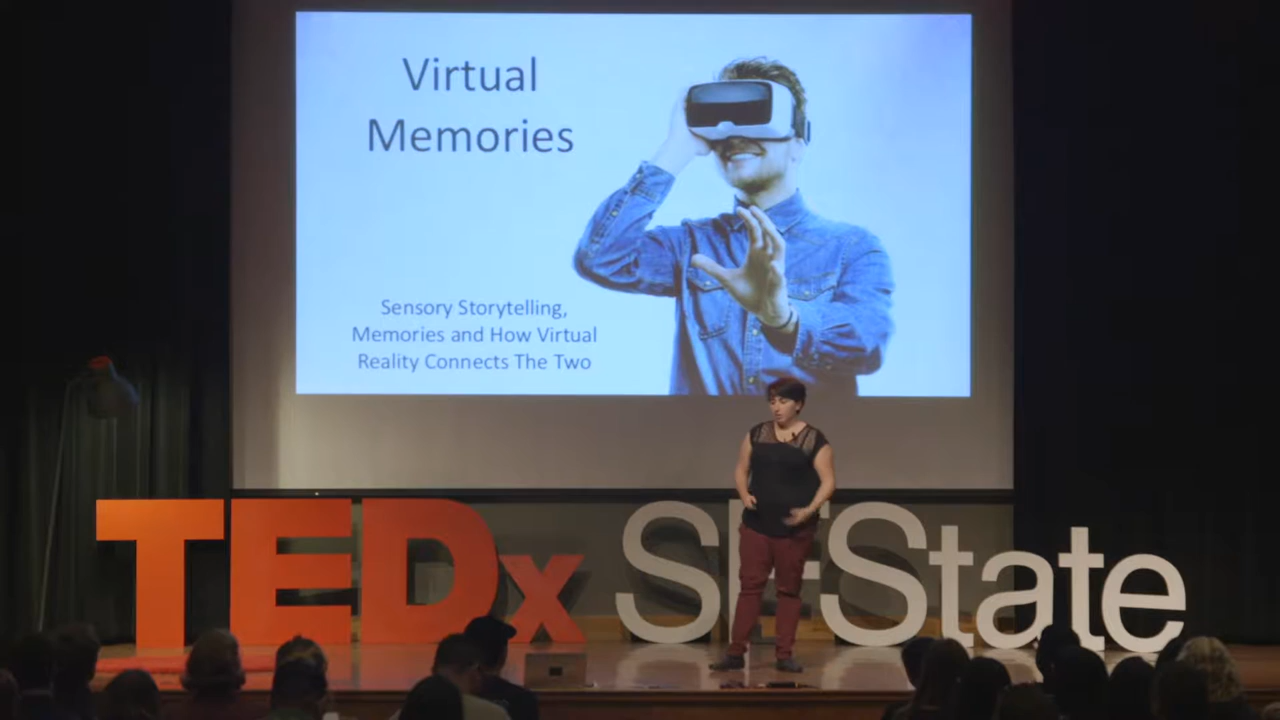 Virtual
Memories
Sensory Storytelling,
Memories and How Virtual
Reality Connects The Two
TEDx SFState